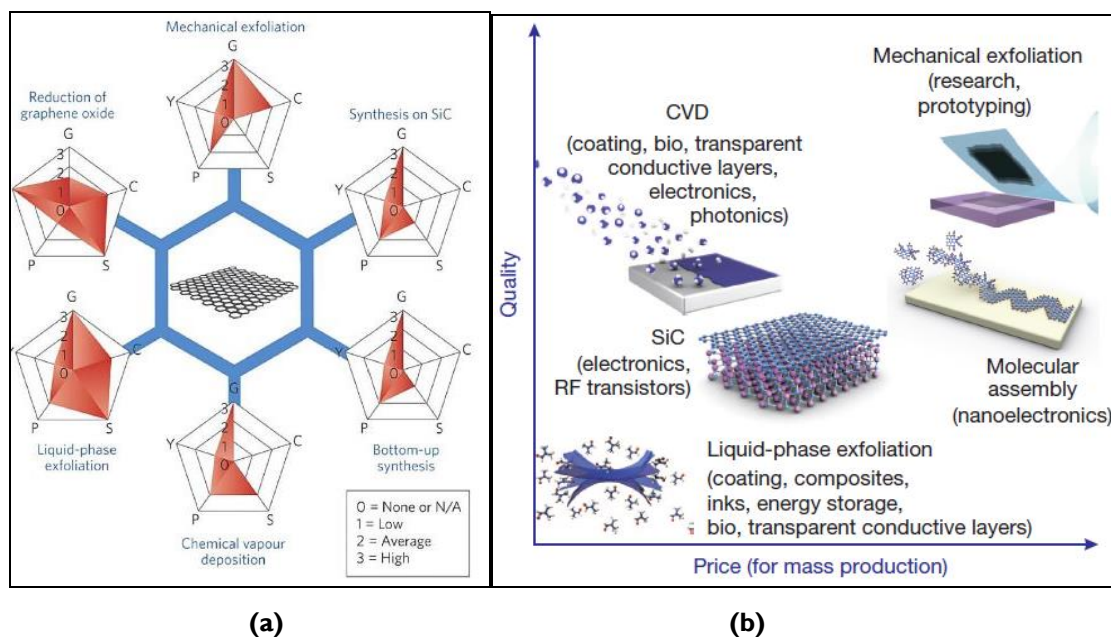 Mechanical exfoliation
G
3
2
1
0
Y
C
P
S
Reduction of
graphene oxide
G
3
2
1
0
C
P
S
Synthesis on SiC
G
3
2
1
0
Y
C
P
S
Liquid-phase
exfoliation
G
3
2
1
0
Y
C
P
S
Bottom-up
synthesis
G
3
2
1
0
Y
C
P
S
Chemical vapour
deposition
G
3
2
1
0
Y
C
P
S
0 = None or N/A
1 = Low
2 = Average
3 = High
(a)
Quality
Mechanical exfoliation
(research,
prototyping)
CVD
(coating, bio, transparent
conductive layers,
electronics,
photonics)
SiC
(electronics,
RF transistors)
Molecular
assembly
(nanoelectronics)
Liquid-phase exfoliation
(coating, composites,
inks, energy storage,
bio, transparent conductive layers)
Price (for mass production)
(b)